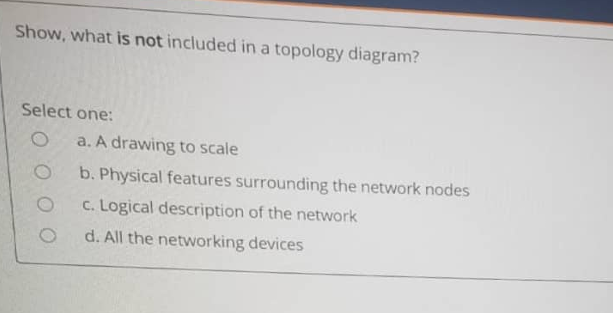 Show, what is not included in a topology diagram?
Select one:
a. A drawing to scale
b. Physical features surrounding the network nodes
c. Logical description of the network
d. All the networking devices